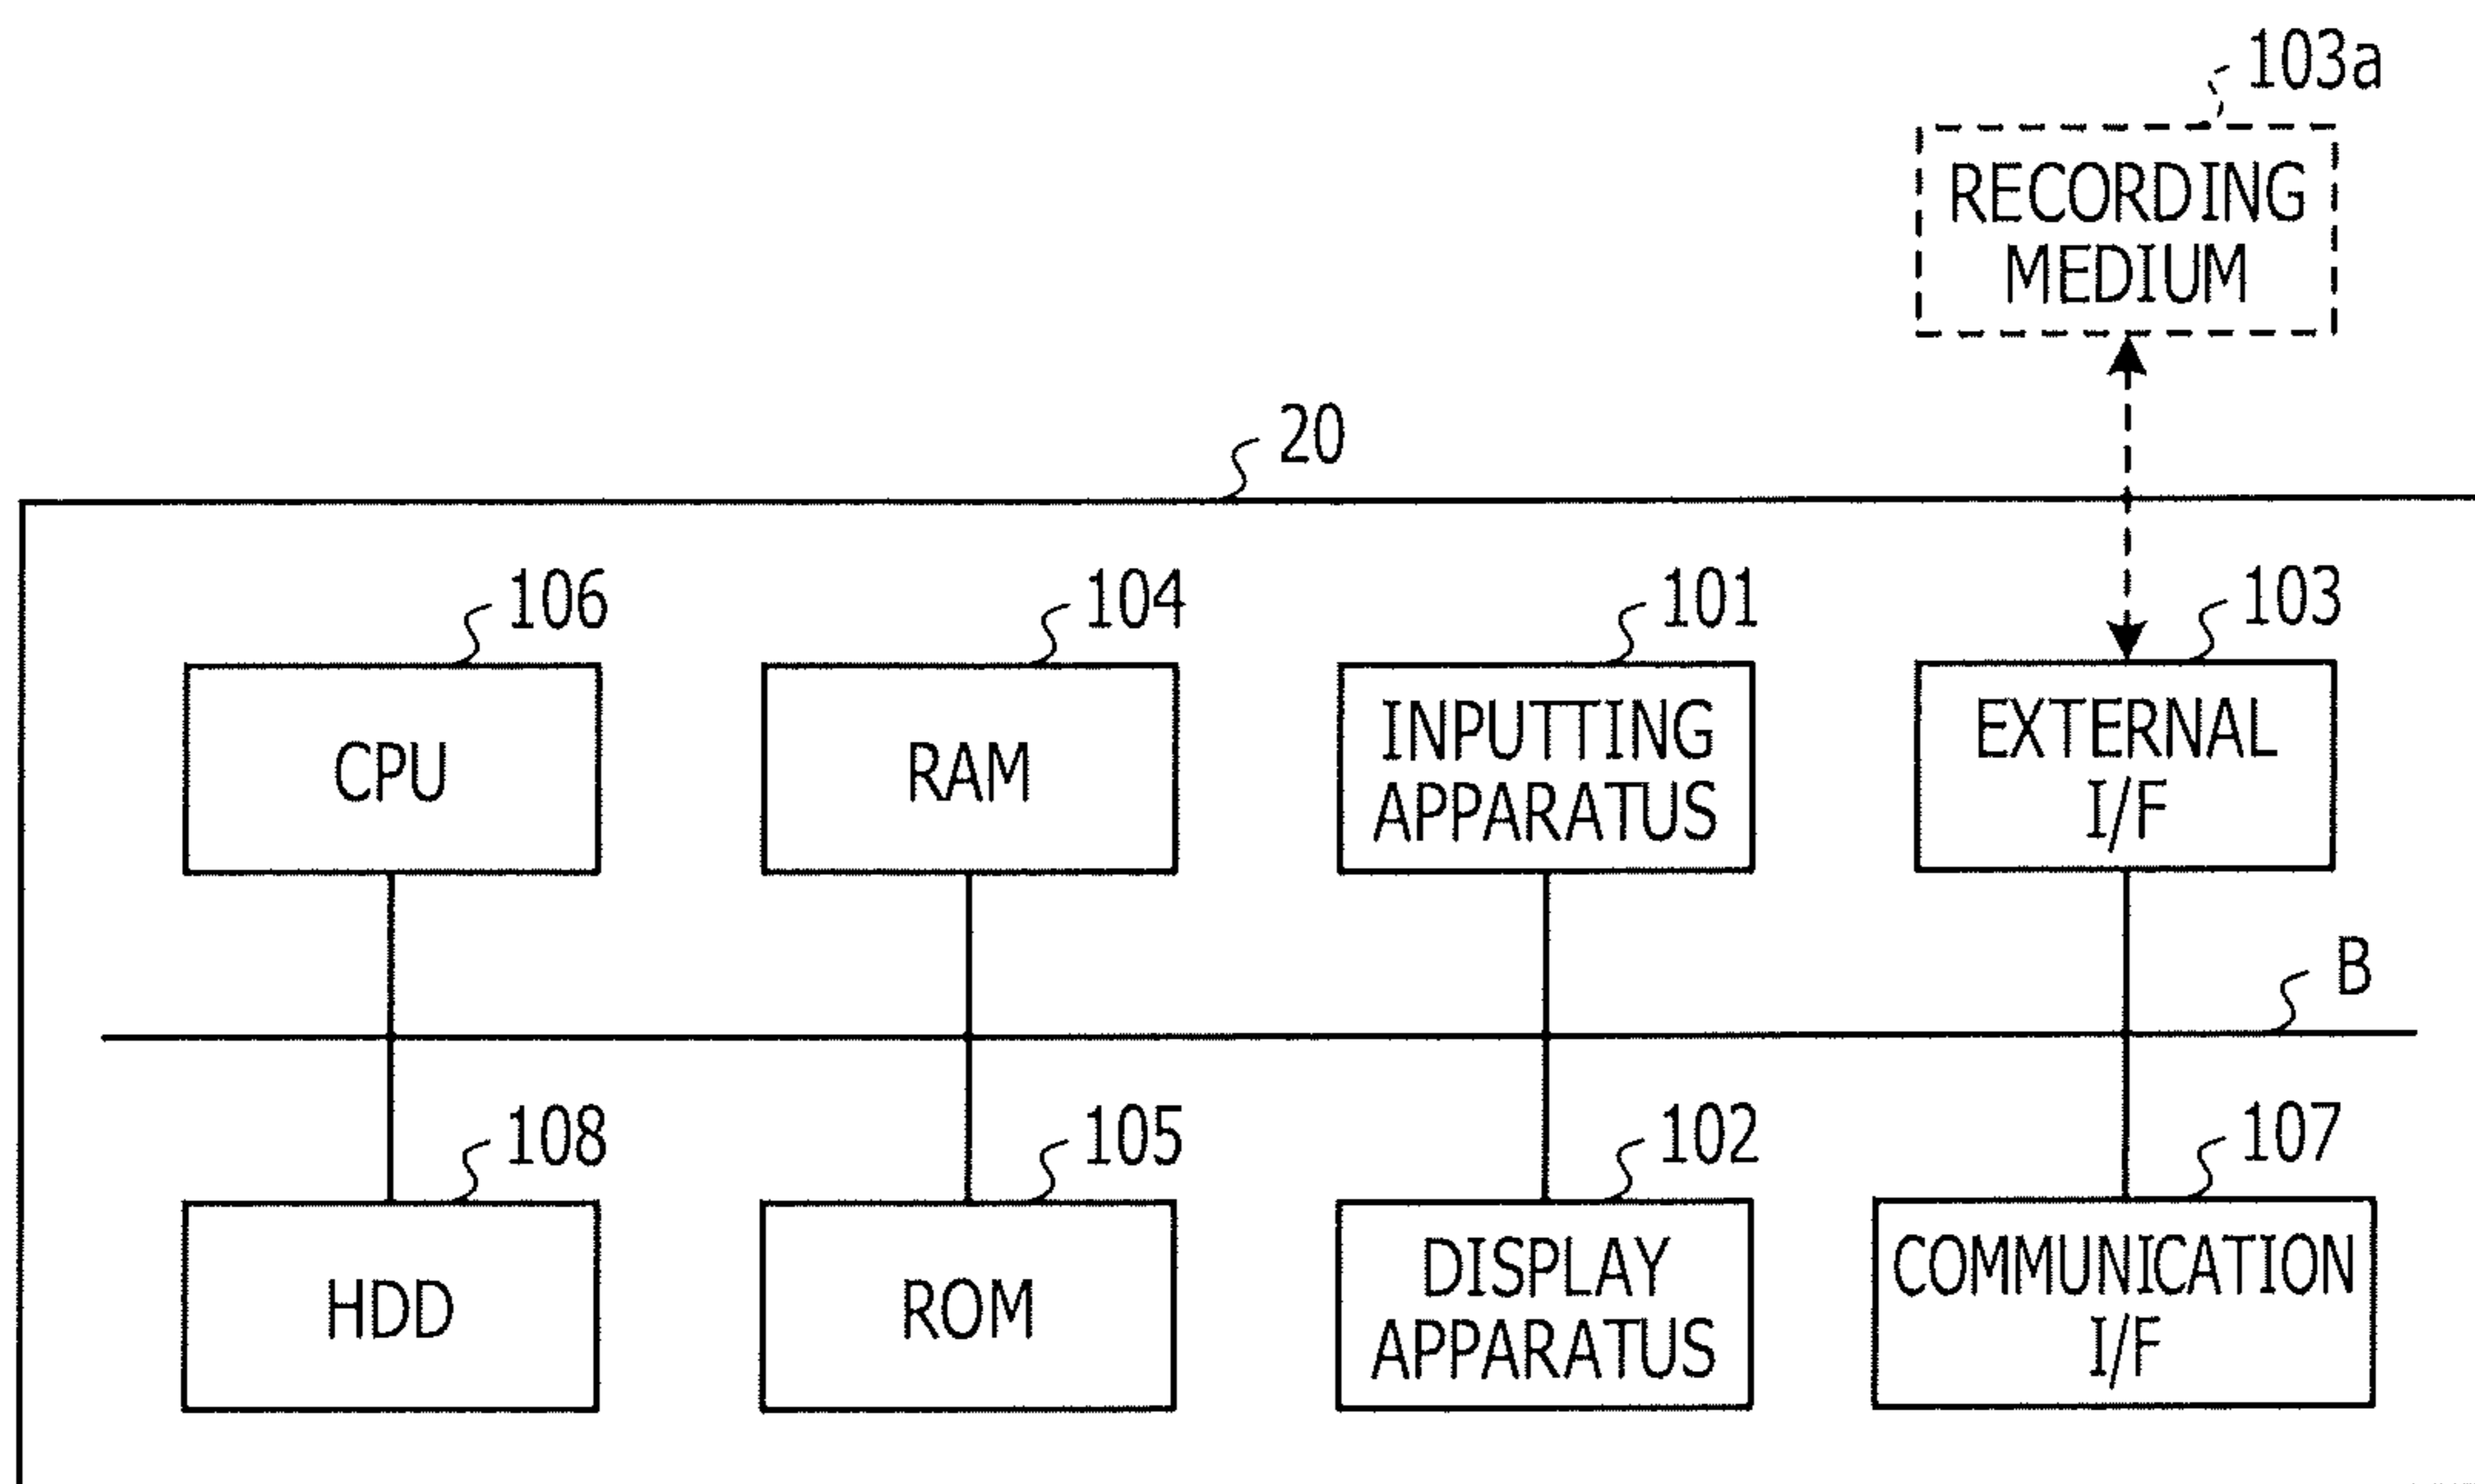 103a
RECORDING
MEDIUM
20
106
104
101
103
CPU
RAM
INPUTTING
APPARATUS
EXTERNAL
I/F
B
108
105
102
107
HDD
ROM
DISPLAY
APPARATUS
COMMUNICATION
I/F